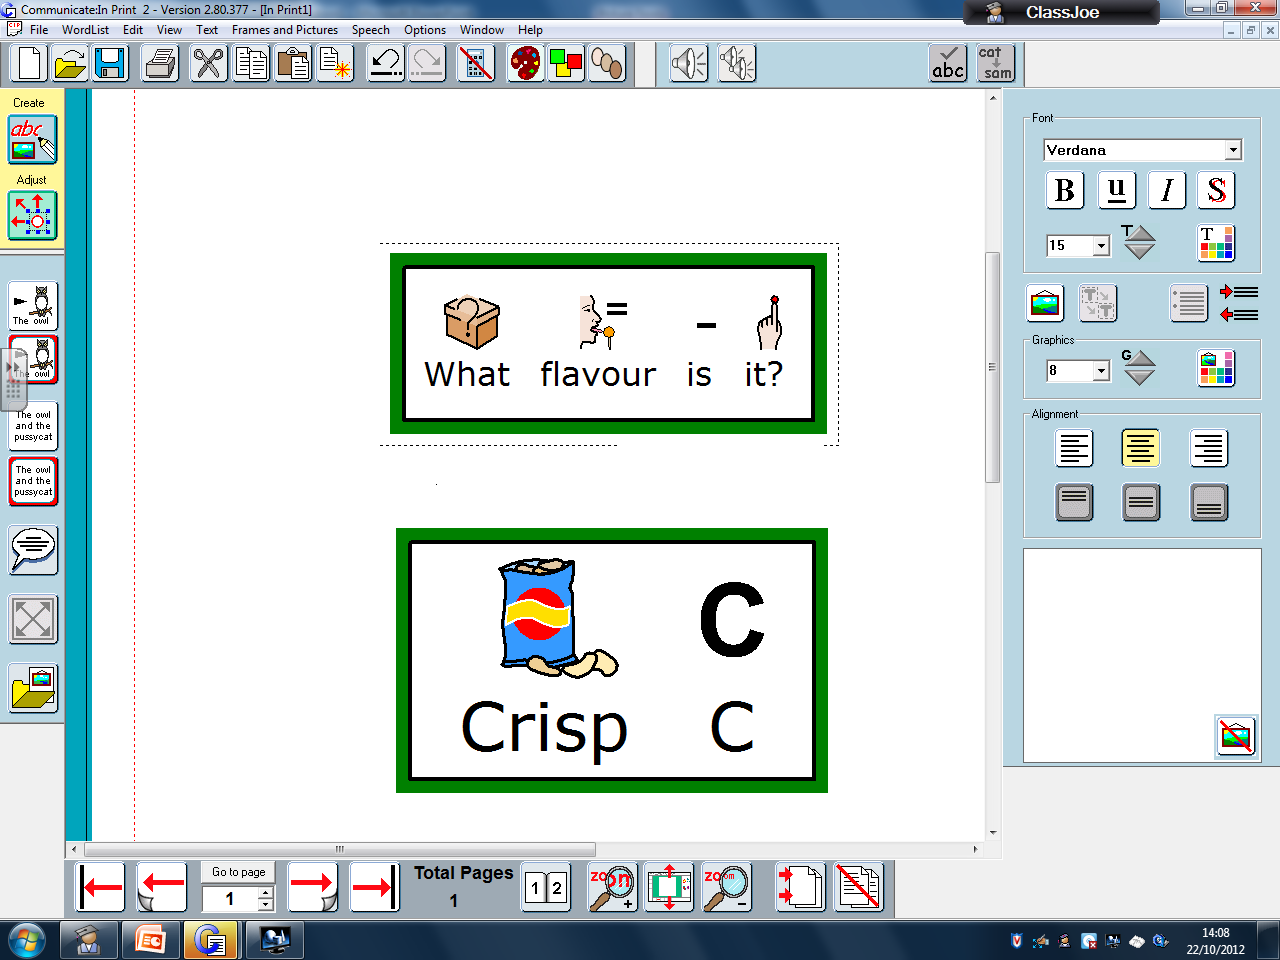 Communicate:In Print  2 - Version 2.80.377 - [In Print1]
ClassJoe
File WordList Edit View Text Frames and Pictures Speech Options Window Help
abc
cat
sam
Create
abc
Adjust
The owl
The owl
The owl
and the
pussycat
The owl
and the
pussycat
What flavour is it?
C
Crisp C
Font
Verdana
B u I S
15
T
T
Graphics
8
G
Alignment
Go to page
1
Total Pages
1
1 2
zoom +
zoom -
14:08
22/10/2012